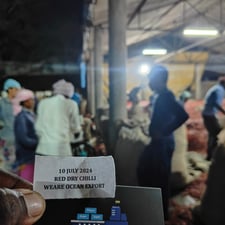 10 JULY 2024
RED DRY CHILLI
WEARE OCEAN EXPORT